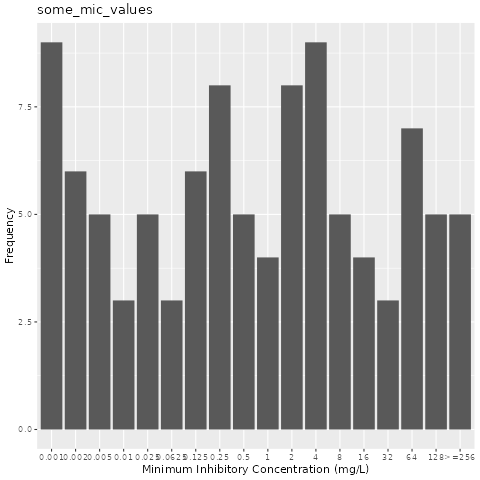 some_mic_values
Frequency
7.5
5.0
2.5
0.0
0.001 0.002 0.005 0.01 0.025 0.0625 0.125 0.25 0.5 1 2 4 8 16 32 64 128 >=256
Minimum Inhibitory Concentration (mg/L)